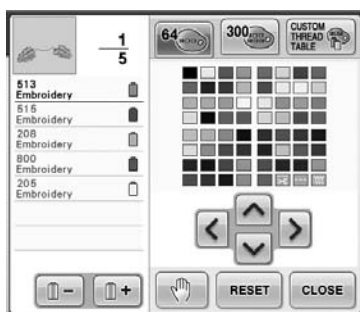 1
5
64
300
CUSTOM
THREAD
TABLE
513
Embroidery
515
Embroidery
208
Embroidery
800
Embroidery
205
Embroidery
−
+
RESET
CLOSE